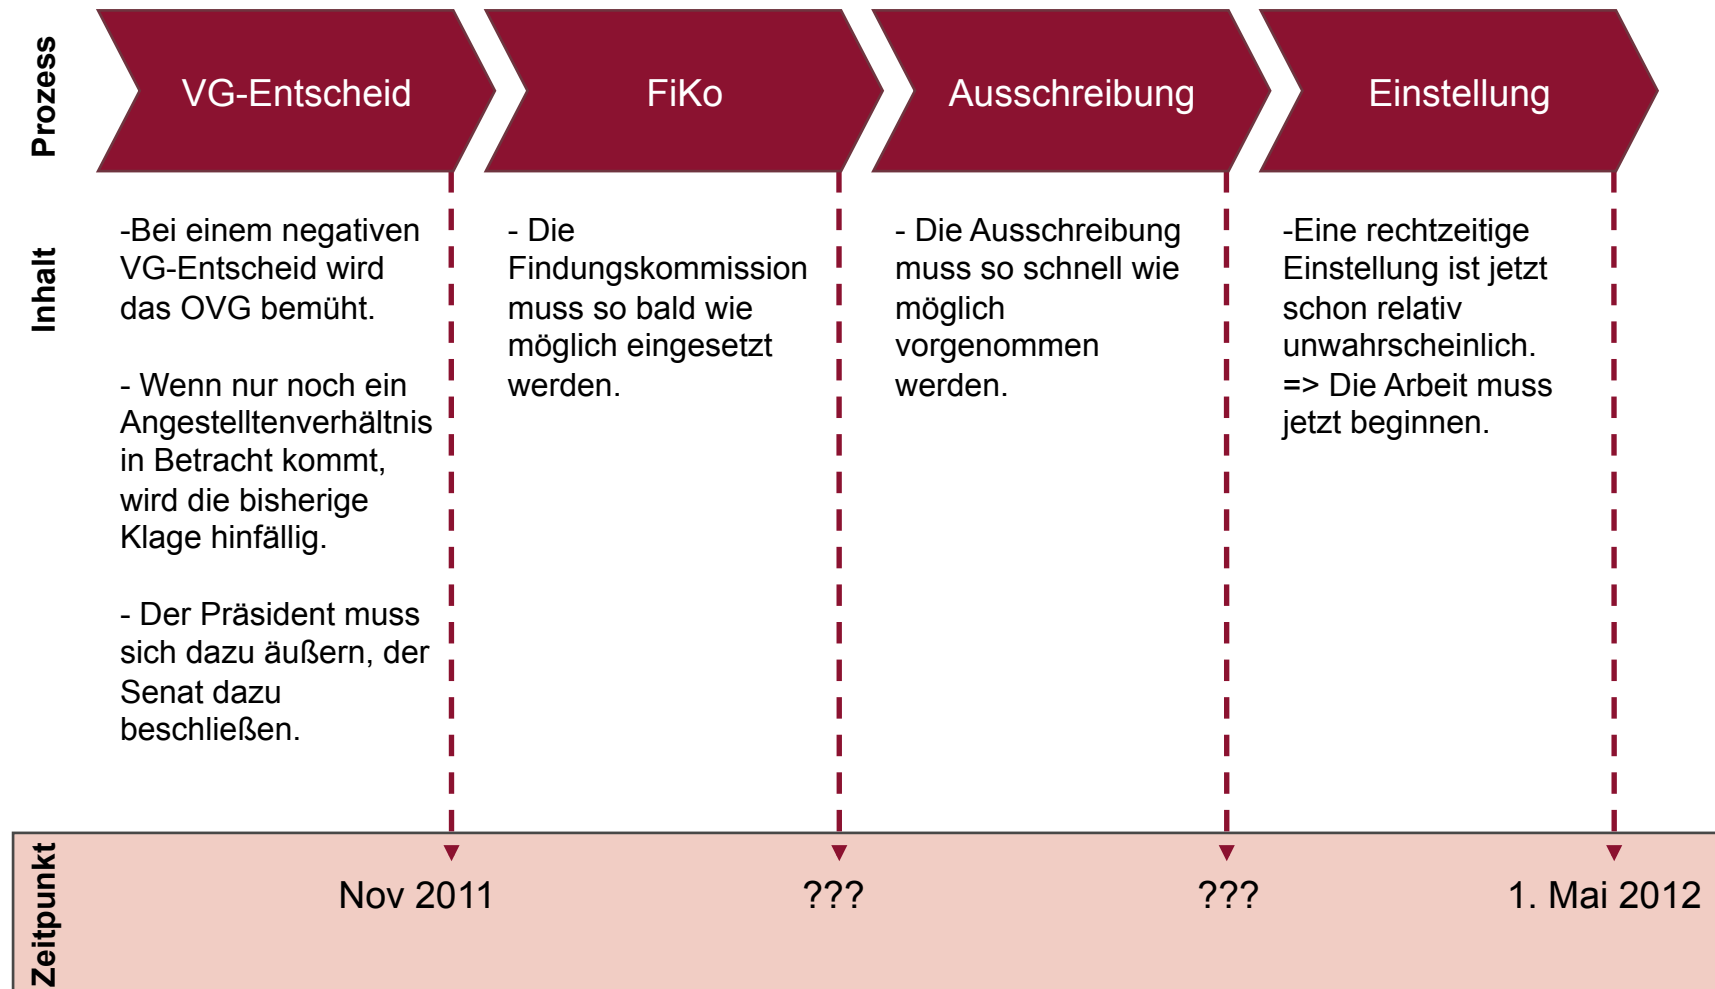 Prozess
VG-Entscheid
FiKo
Ausschreibung
Einstellung
Inhalt
-Bei einem negativen
VG-Entscheid wird
das OVG bemüht.
- Wenn nur noch ein
Angestelltenverhältnis
in Betracht kommt,
wird die bisherige
Klage hinfällig.
- Der Präsident muss
sich dazu äußern, der
Senat dazu
beschließen.
- Die
Findungskommission
muss so bald wie
möglich eingesetzt
werden.
- Die Ausschreibung
muss so schnell wie
möglich
vorgenommen
werden.
-Eine rechtzeitige
Einstellung ist jetzt
schon relativ
unwahrscheinlich.
=> Die Arbeit muss
jetzt beginnen.
Zeitpunkt
Nov 2011
???
???
1. Mai 2012